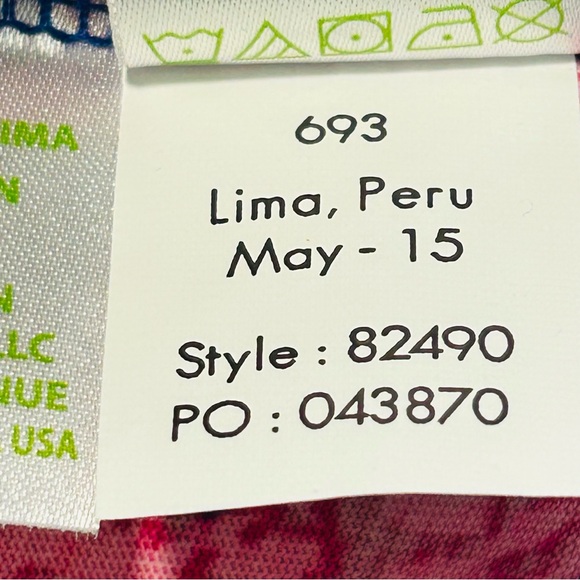 693
Lima, Peru
May - 15
Style : 82490
PO : 043870
IMA
N
N
LLC
NUE
USA